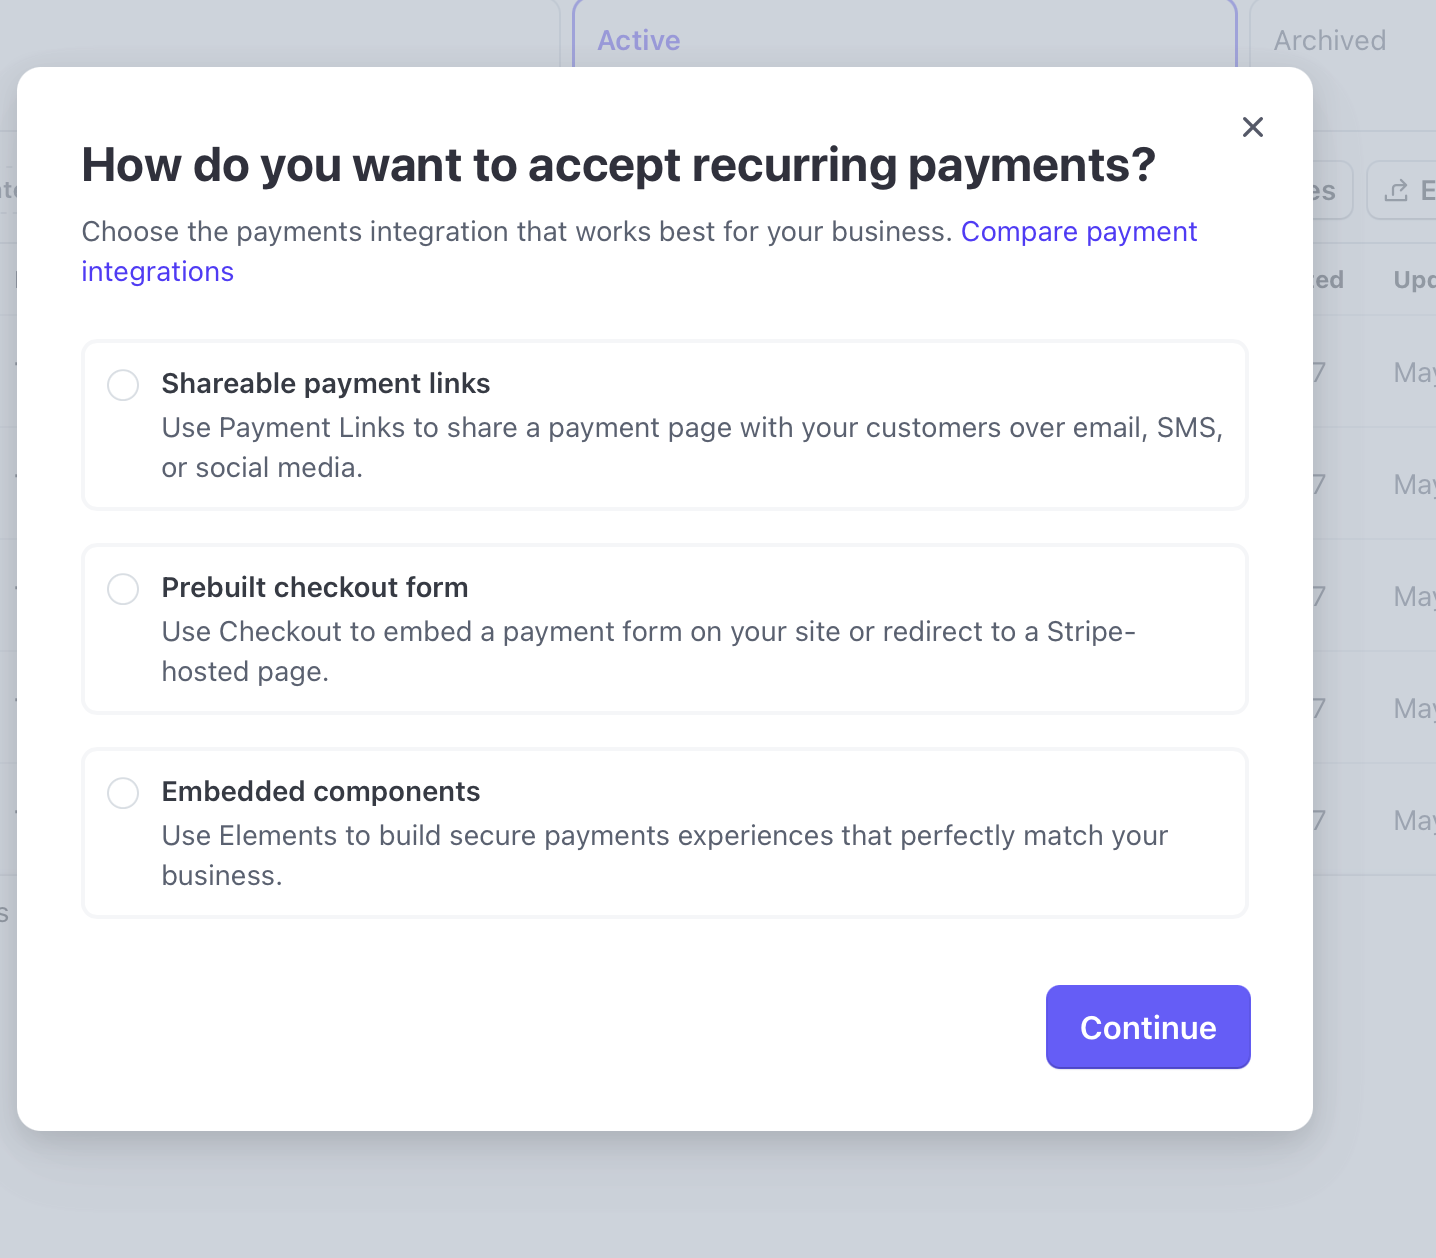 Active
Archived
How do you want to accept recurring payments?
Choose the payments integration that works best for your business. Compare payment
integrations
Shareable payment links
Use Payment Links to share a payment page with your customers over email, SMS,
or social media.
Prebuilt checkout form
Use Checkout to embed a payment form on your site or redirect to a Stripe-
hosted page.
Embedded components
Use Elements to build secure payments experiences that perfectly match your
business.
Continue